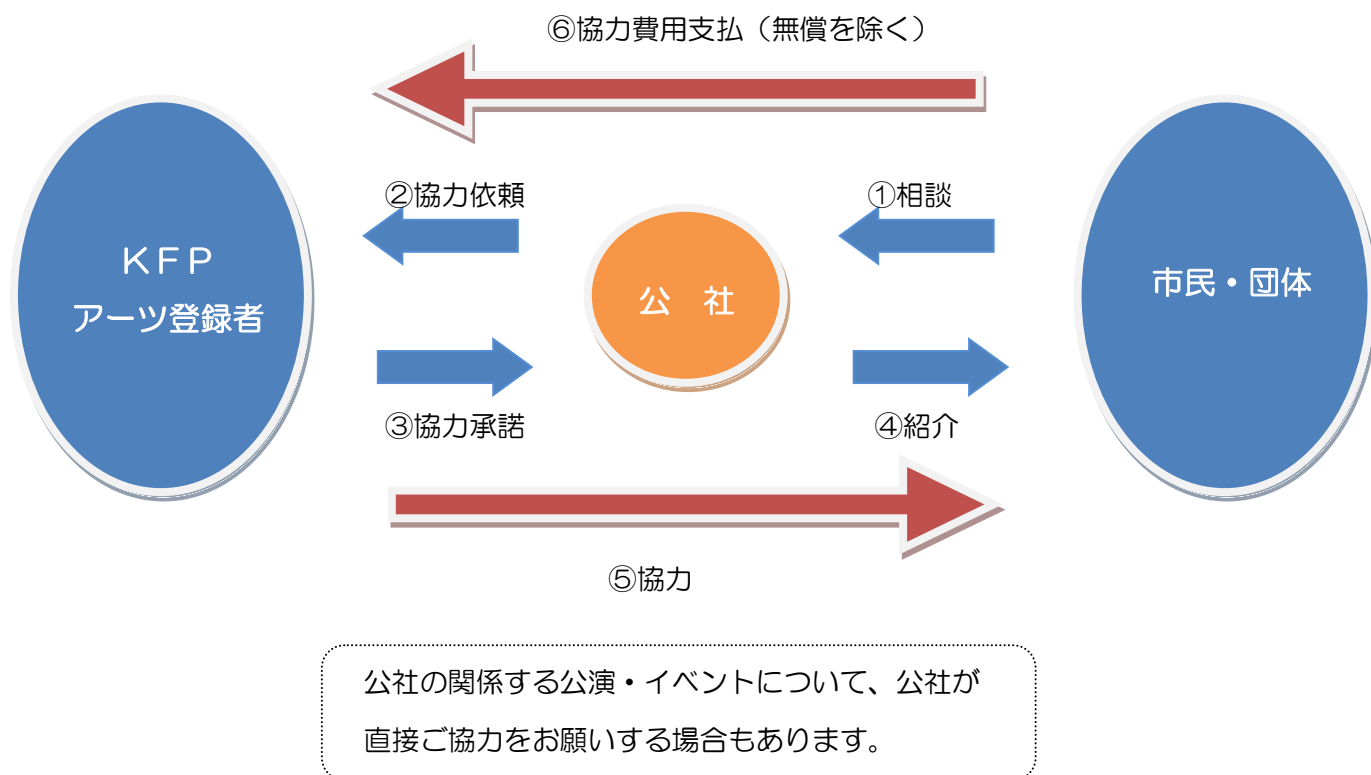 ⑥協力費用支払（無償を除く）
②協力依頼
①相談
ＫＦＰ
アーツ登録者
公　社
市民・団体
③協力承諾
④紹介
⑤協力
公社の関係する公演・イベントについて、公社が
直接ご協力をお願いする場合もあります。